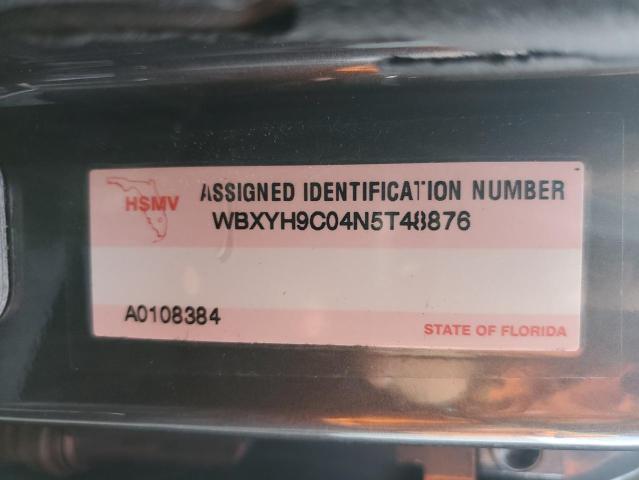 HSMV ASSIGNED IDENTIFICATION NUMBER
WBXYH9C04N5T48876
A0108384
STATE OF FLORIDA